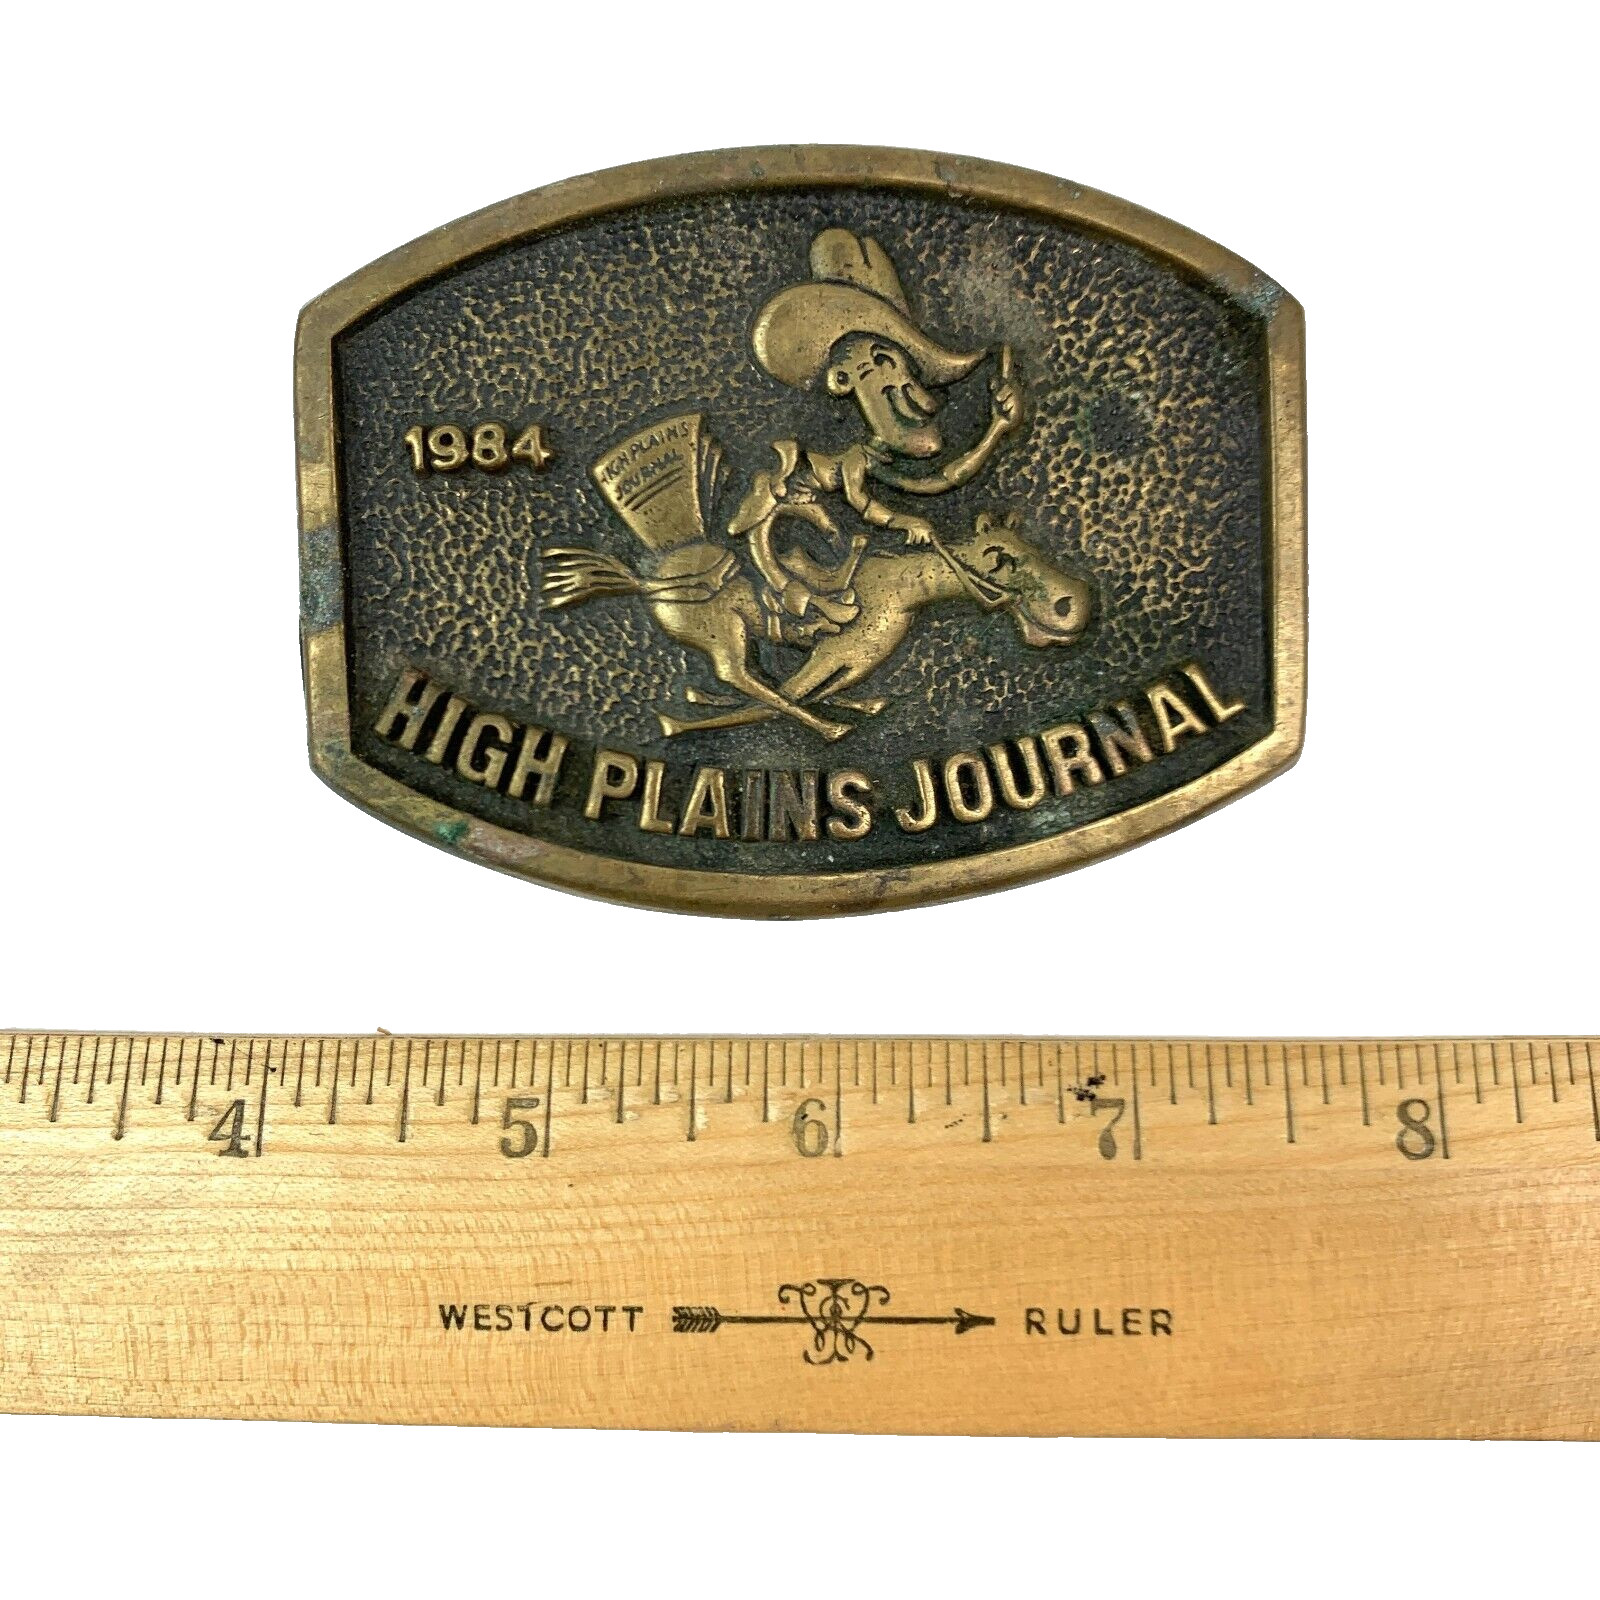 1984
HIGH PLAINS
JOURNAL
HIGH PLAINS JOURNAL
4 5 6 7 8
WESTCOTT RULER